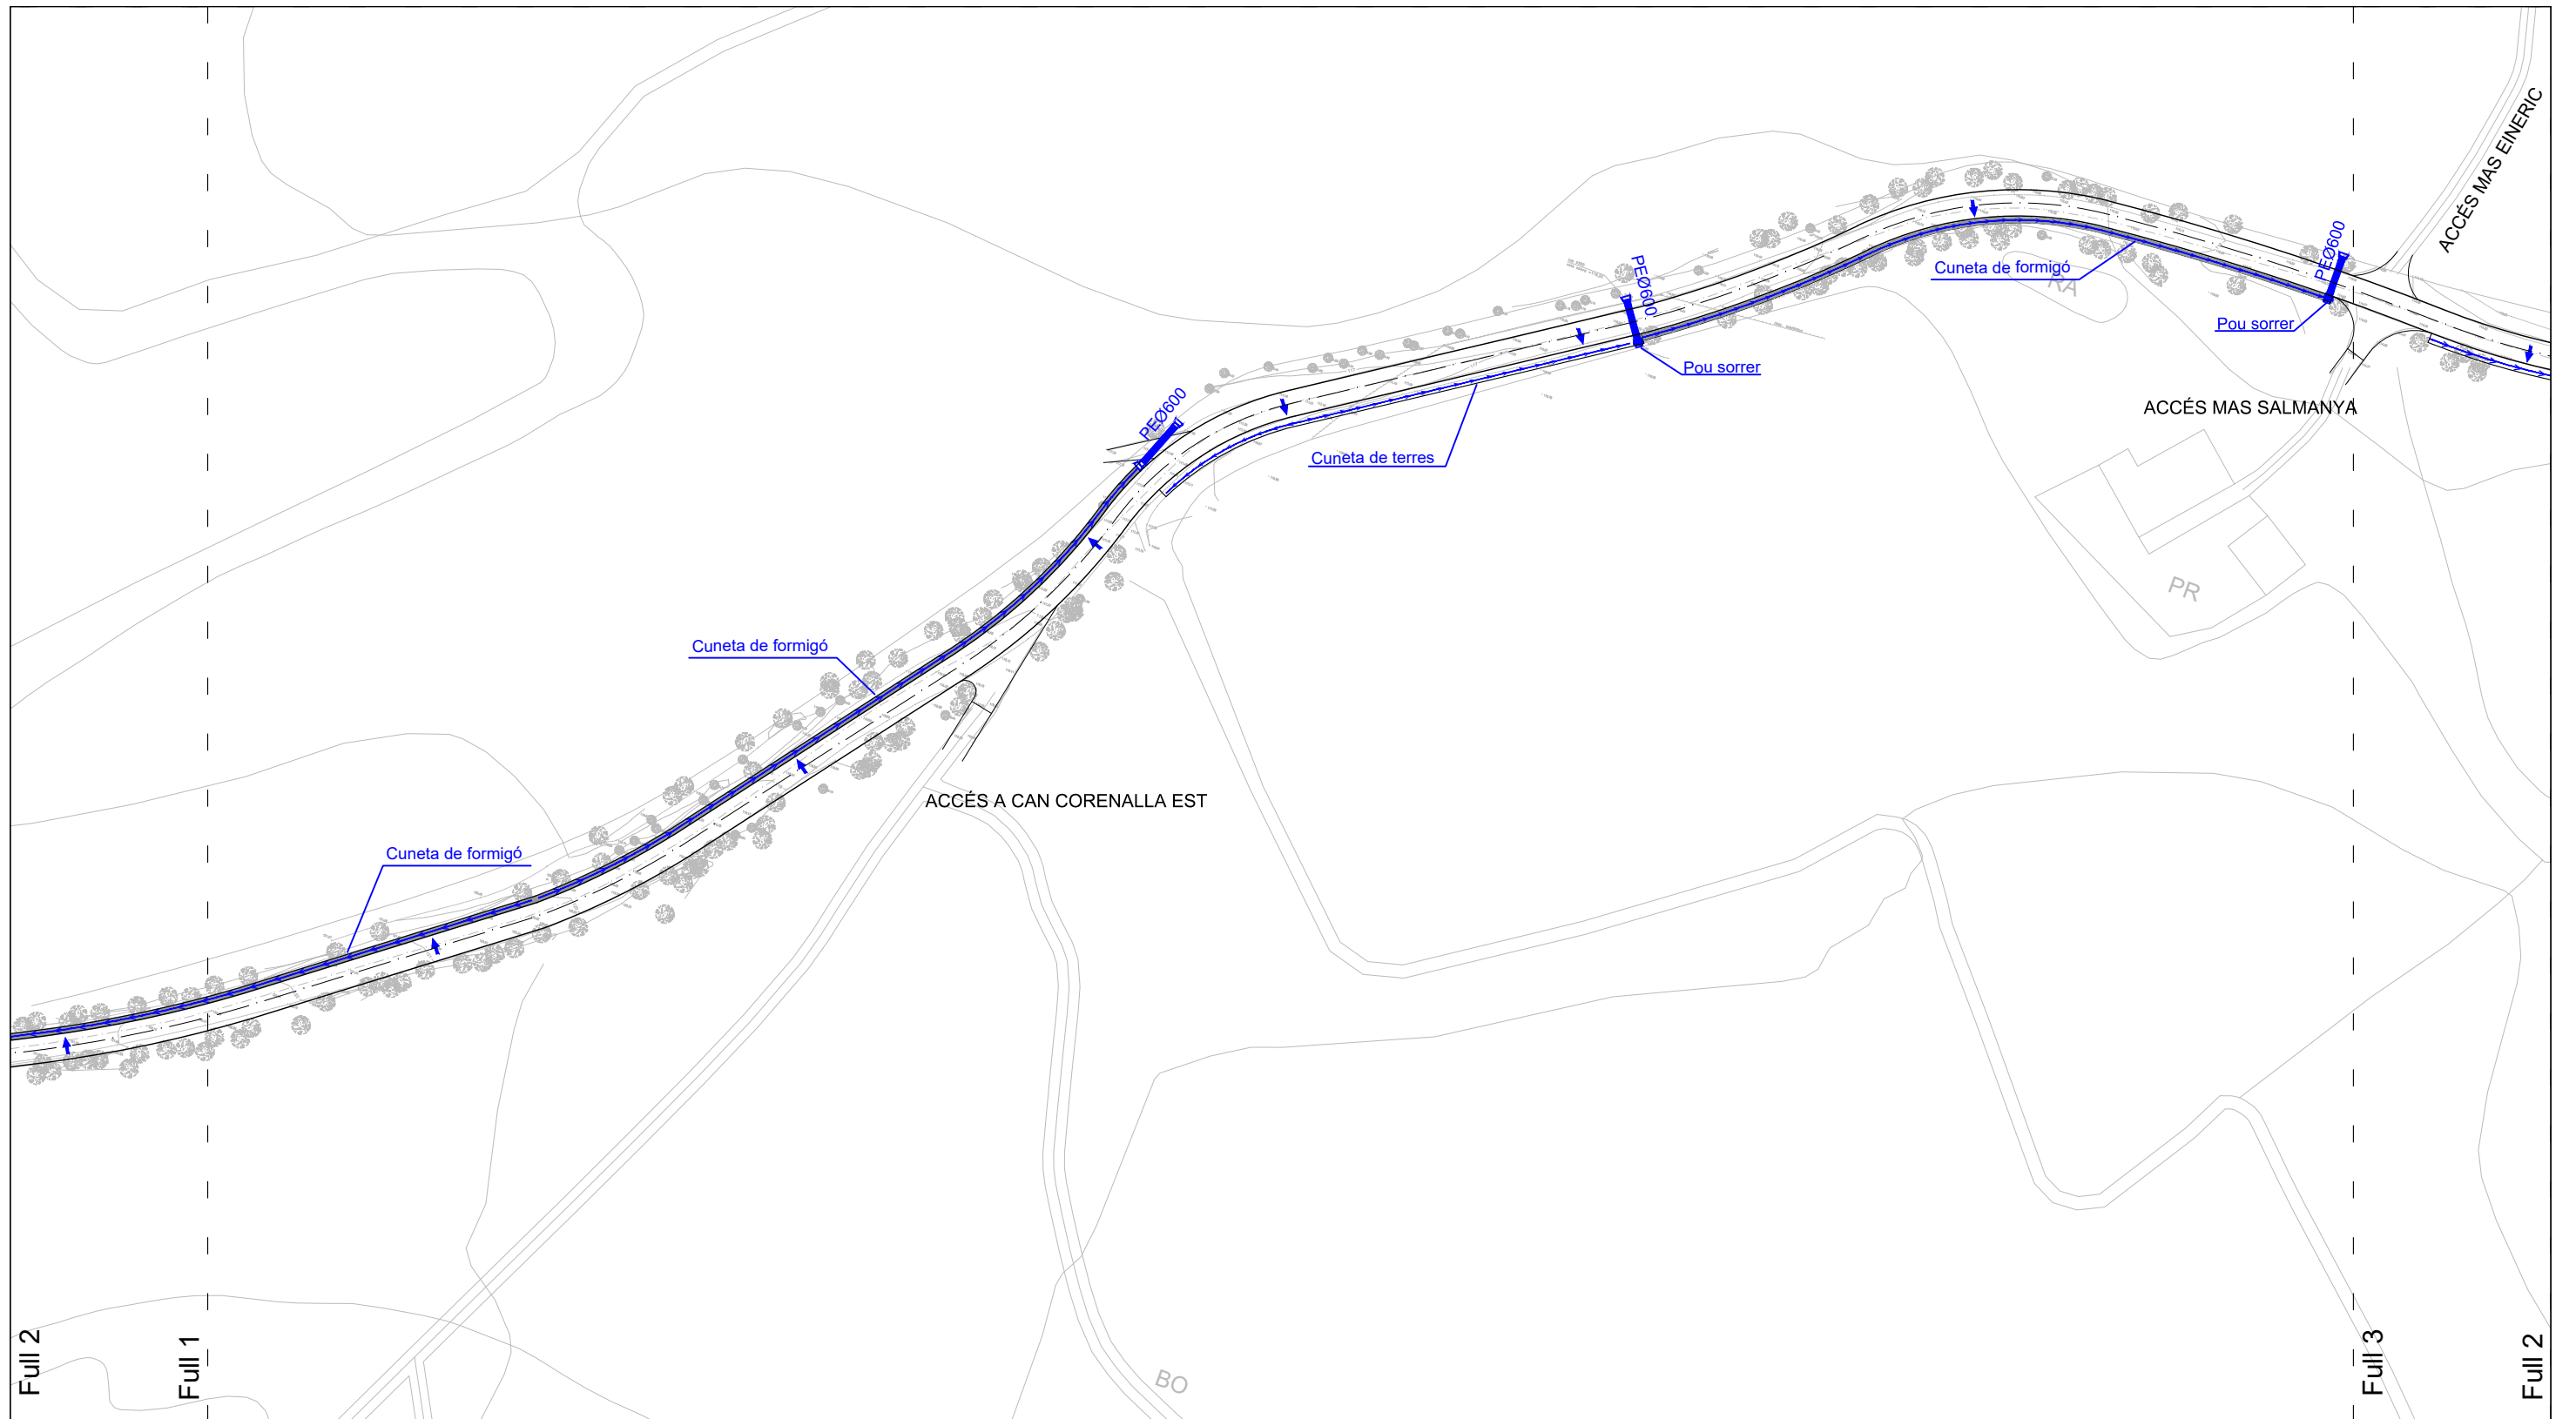 ACCÉS MAS EINERIC
PEØ600
PEØ600
Cuneta de formigó
RA
Pou sorrer
Pou sorrer
PEØ600
ACCÉS MAS SALMANYA
Cuneta de terres
PR
Cuneta de formigó
ACCÉS A CAN CORENALLA EST
Cuneta de formigó
Full 2
Full 1
Full 3
Full 2
BO